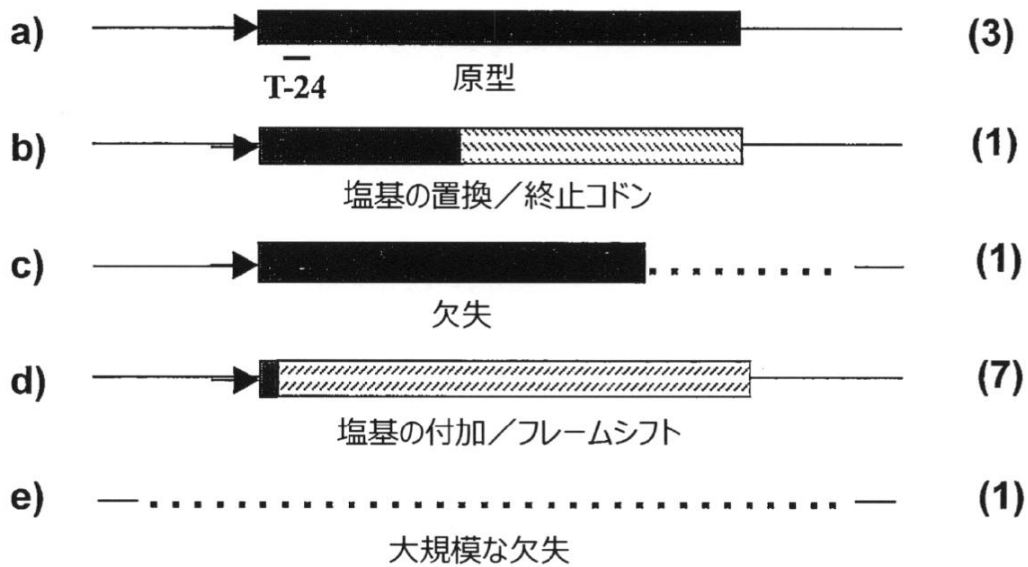 a) (3)
T-24 原型
b) (1)
塩基の置換／終止コドン
c) (1)
欠失
d) (7)
塩基の付加／フレームシフト
e) (1)
大規模な欠失